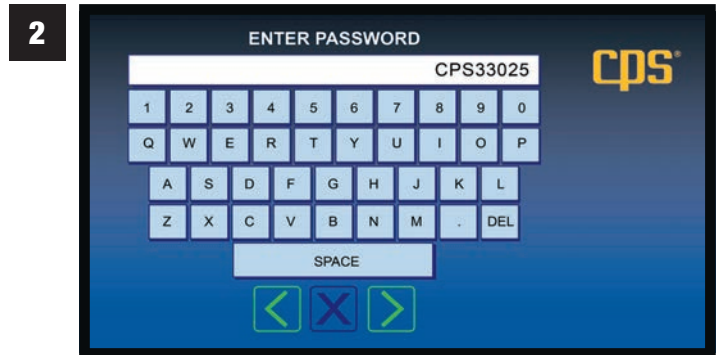 2
ENTER PASSWORD
cps®
CPS33025
1 2 3 4 5 6 7 8 9 0
Q W E R T Y U I O P
A S D F G H J K L
Z X C V B N M . DEL
SPACE